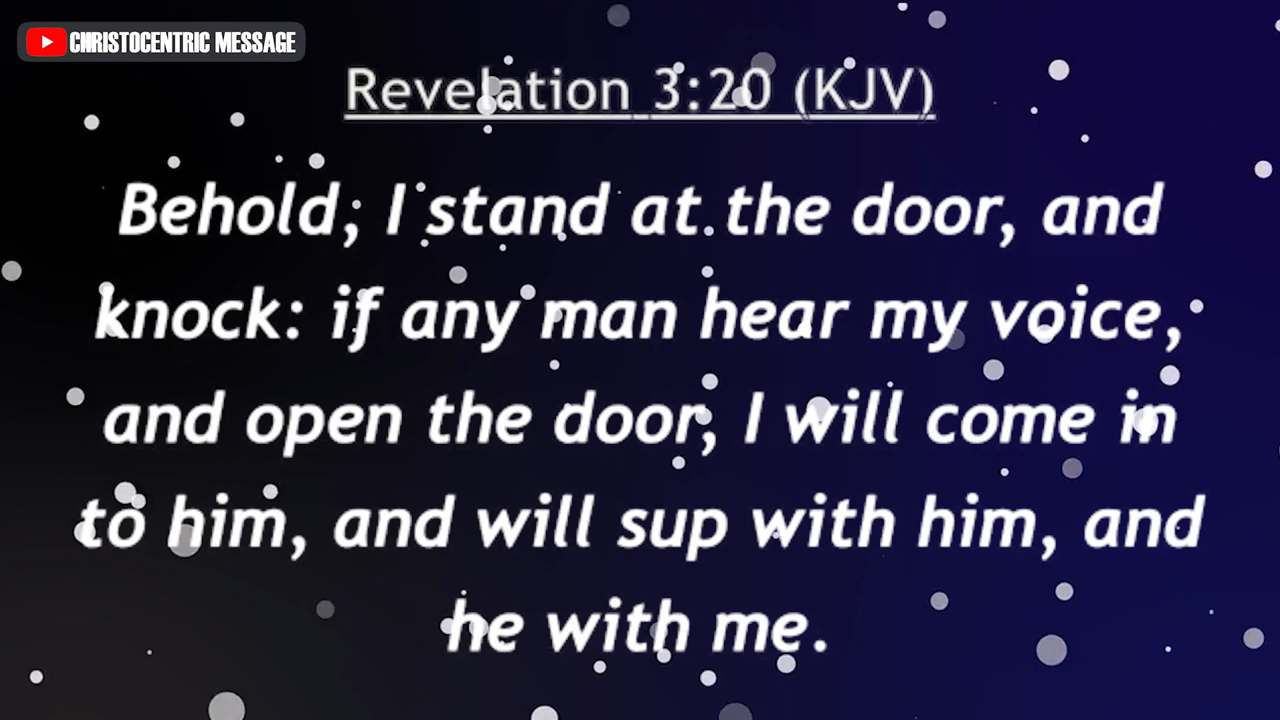 CHRISTOCENTRIC MESSAGE
Revelation 3:20 (KJV)
Behold, I stand at the door, and
knock: if any man hear my voice,
and open the door, I will come in
to him, and will sup with him, and
he with me.